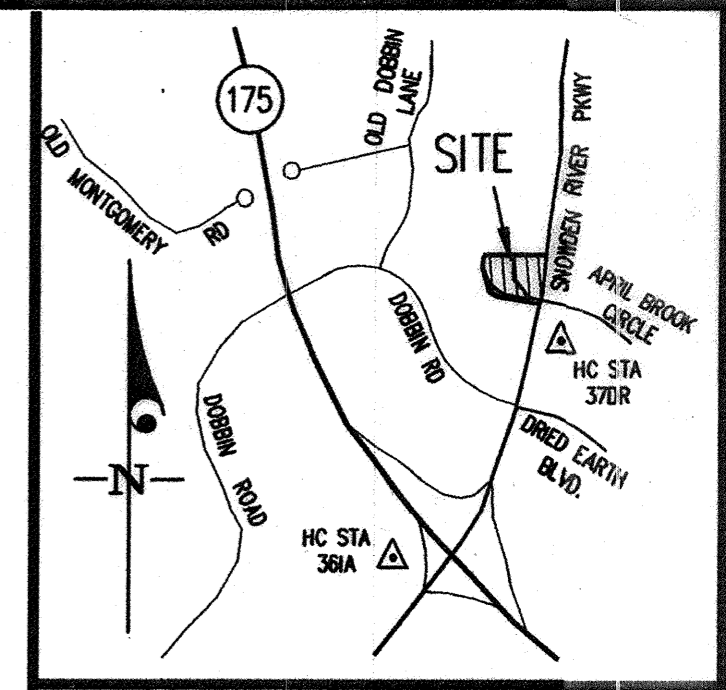 175
OLD DOBBIN
LANE
SITE
SNOWDEN RIVER PKWY
OLD MONTGOMERY
RD
APRIL BROOK
CIRCLE
DOBBIN RD
HC STA
37DR
DOBBIN ROAD
DRIED EARTH
BLVD.
N
HC STA
361A